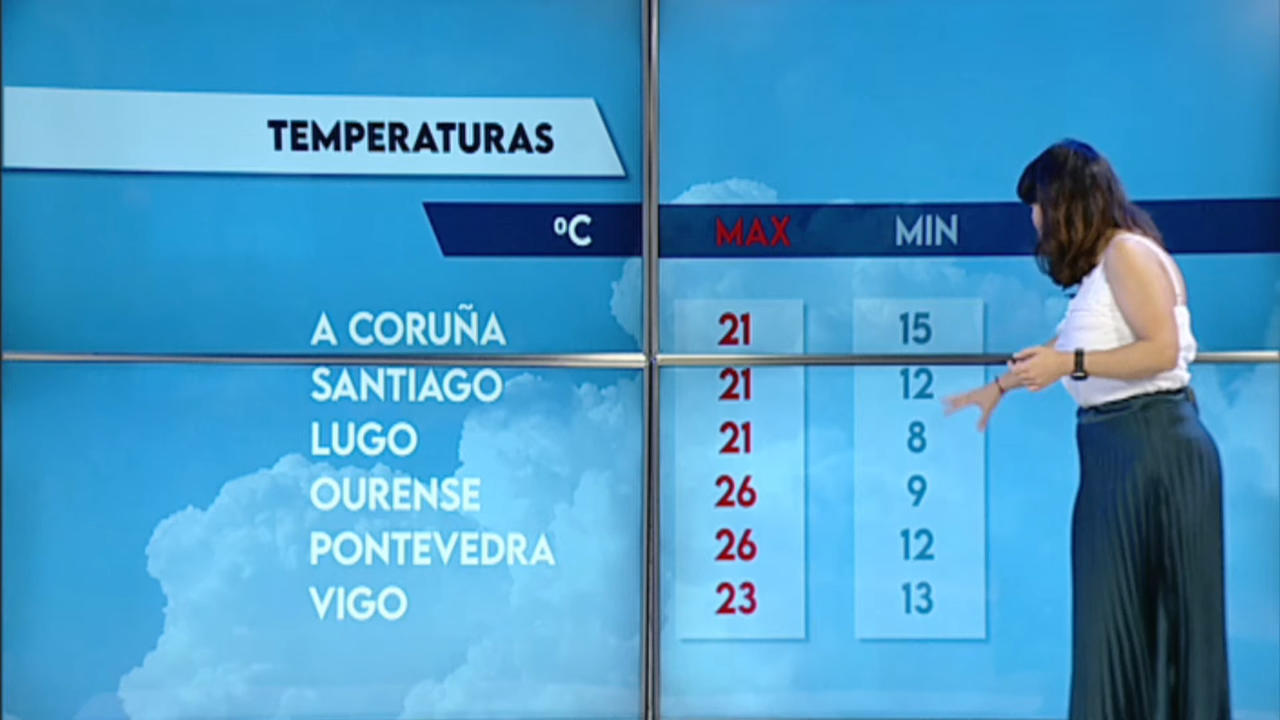 TEMPERATURAS
ºC MAX MIN
A CORUÑA 21 15
SANTIAGO 21 12
LUGO 21 8
OURENSE 26 9
PONTEVEDRA 26 12
VIGO 23 13